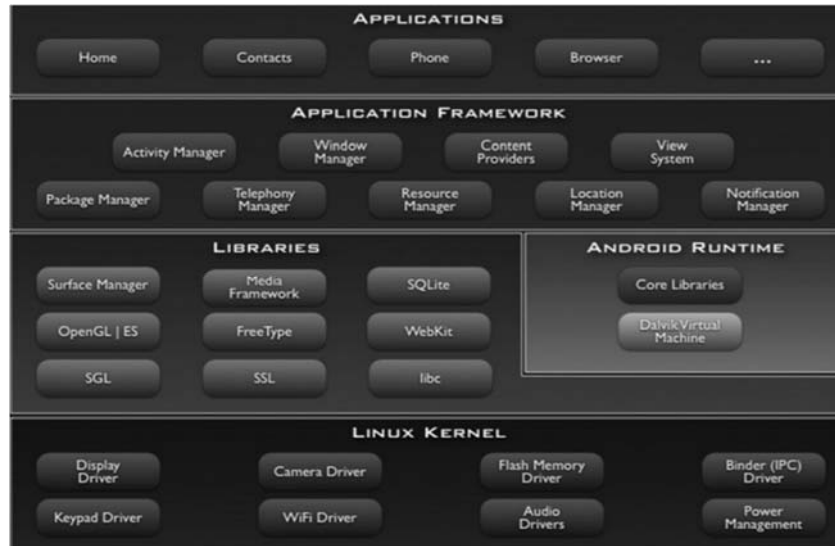 APPLICATIONS
Home
Contacts
Phone
Browser
...
APPLICATION FRAMEWORK
Activity Manager
Window
Manager
Content
Providers
View
System
Package Manager
Telephony
Manager
Resource
Manager
Location
Manager
Notification
Manager
LIBRARIES
Surface Manager
Media
Framework
SQLite
OpenGL | ES
FreeType
WebKit
SGL
SSL
libc
ANDROID RUNTIME
Core Libraries
Dalvik Virtual
Machine
LINUX KERNEL
Display
Driver
Camera Driver
Flash Memory
Driver
Binder (IPC)
Driver
Keypad Driver
WiFi Driver
Audio
Drivers
Power
Management